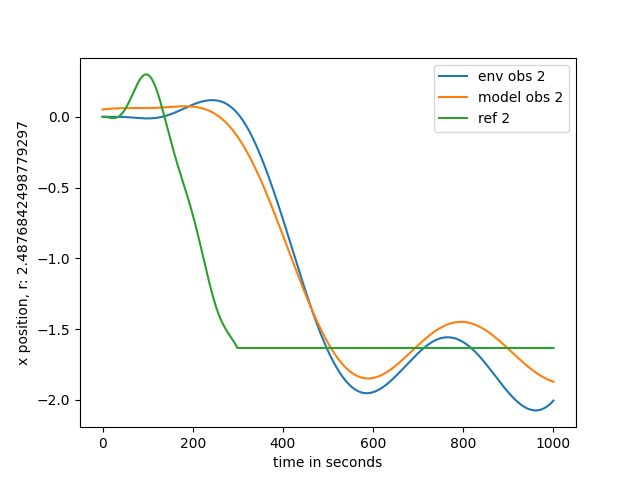 env obs 2
model obs 2
ref 2
x position, r: 2.4876842498779297
0.0
−0.5
−1.0
−1.5
−2.0
0 200 400 600 800 1000
time in seconds